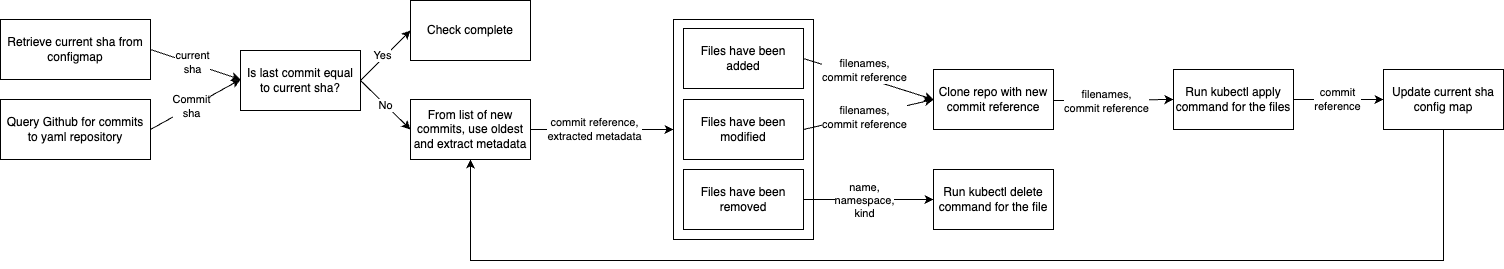 Retrieve current sha from
configmap
Query Github for commits
to yaml repository
current
sha
Commit
sha
Is last commit equal
to current sha?
Yes
No
Check complete
From list of new
commits, use oldest
and extract metadata
commit reference,
extracted metadata
Files have been
added
Files have been
modified
Files have been
removed
filenames,
commit reference
filenames,
commit reference
name,
namespace,
kind
Clone repo with new
commit reference
Run kubectl delete
command for the file
filenames,
commit reference
Run kubectl apply
command for the files
commit
reference
Update current sha
config map